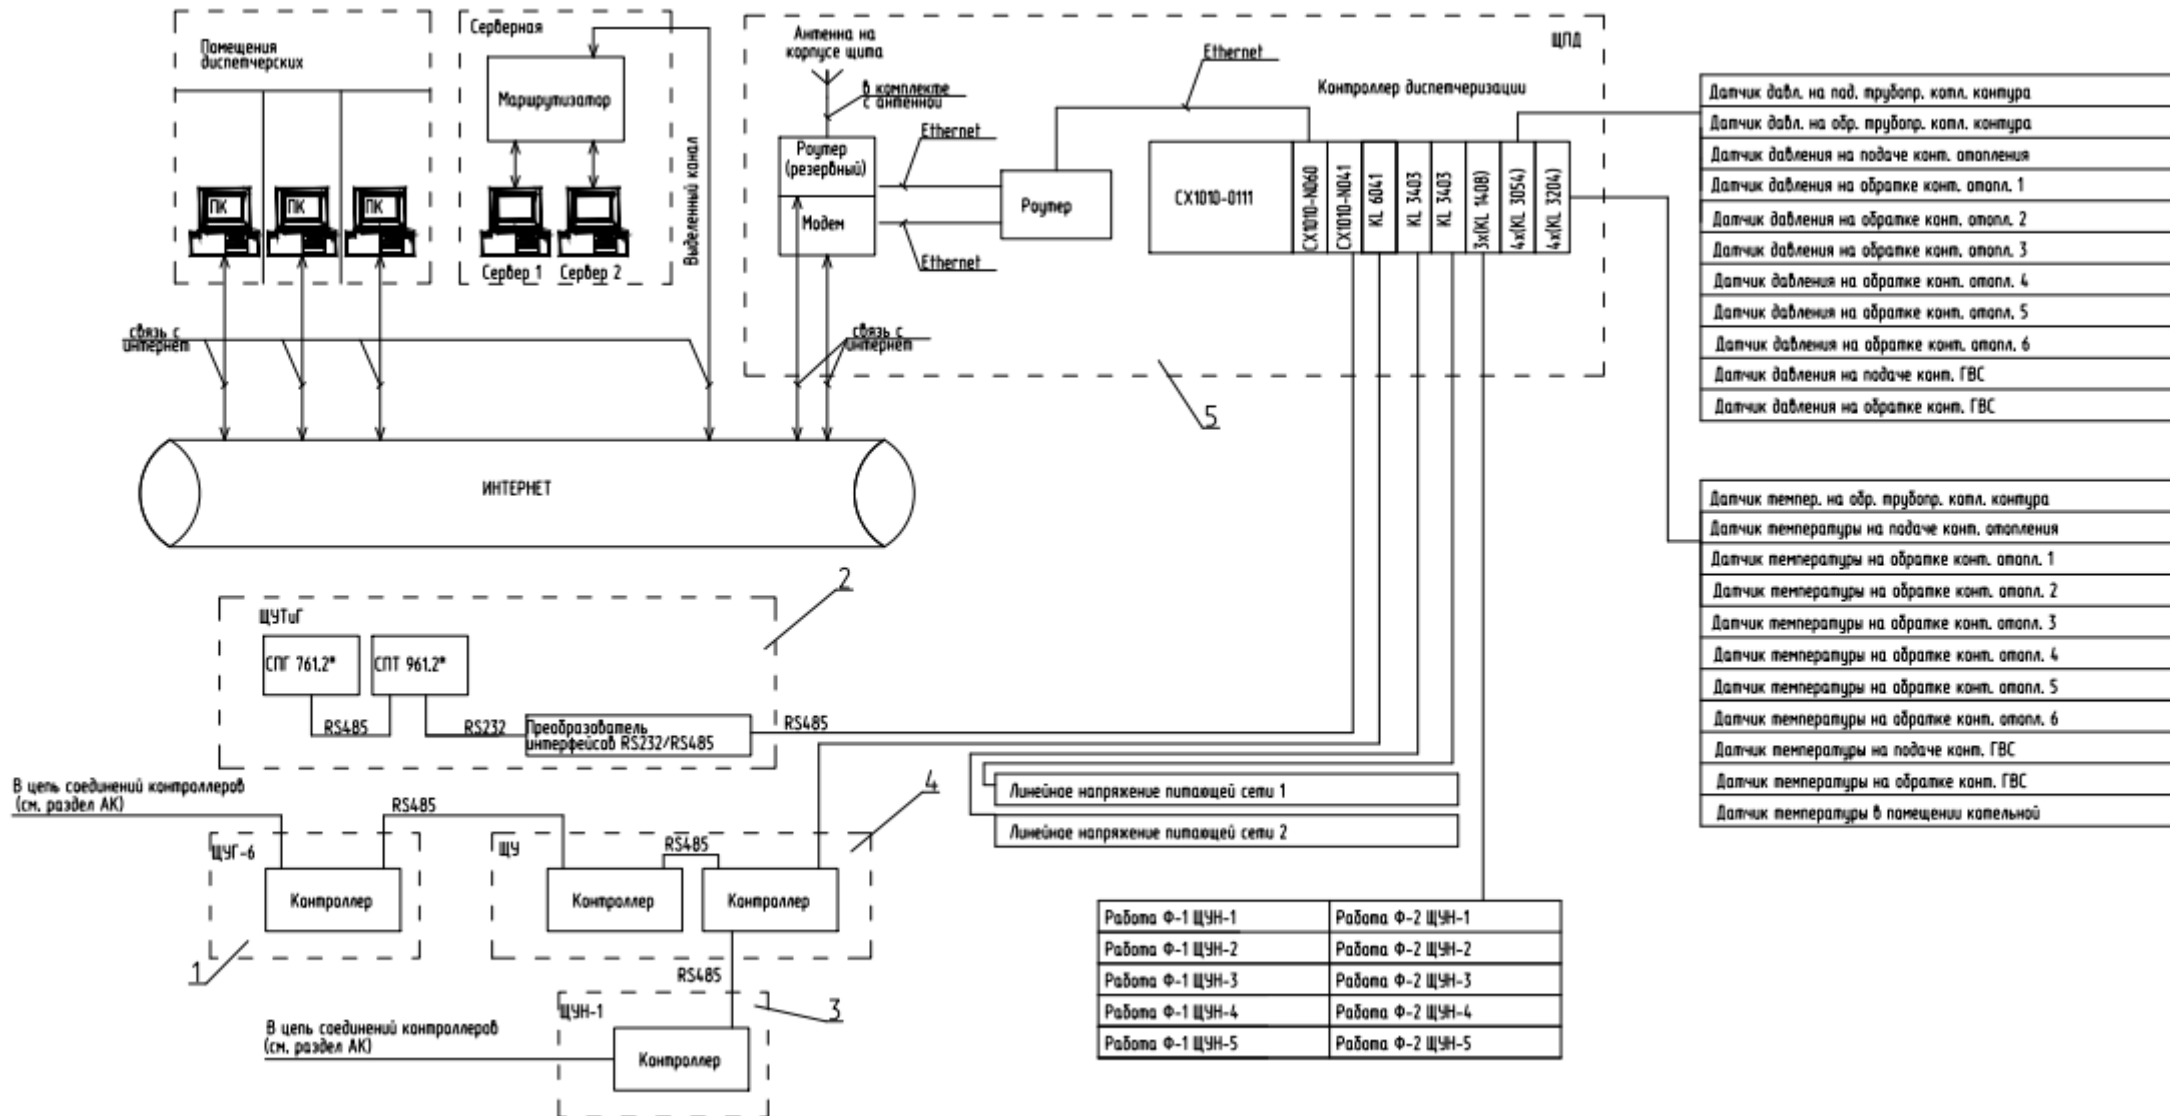 Помещения
диспетчерских
ПК
ПК
ПК
Серверная
Маршрутизатор
Сервер 1
Сервер 2
Выделенный канал
связь с
интернет
ИНТЕРНЕТ
ЩПД
Антенна на
корпусе щита
в комплекте
с антенной
Роутер
(резервный)
Модем
Ethernet
Ethernet
Ethernet
Роутер
Контроллер диспетчеризации
CX1010-0111
CX1010-N060
CX1010-N041
KL 6041
KL 3403
KL 3403
3x(KL 1408)
4x(KL 3054)
4x(KL 3204)
связь с
интернет
5
Датчик давл. на под. трубопр. котл. контура
Датчик давл. на обр. трубопр. котл. контура
Датчик давления на подаче конт. отопления
Датчик давления на обратке конт. отопл. 1
Датчик давления на обратке конт. отопл. 2
Датчик давления на обратке конт. отопл. 3
Датчик давления на обратке конт. отопл. 4
Датчик давления на обратке конт. отопл. 5
Датчик давления на обратке конт. отопл. 6
Датчик давления на подаче конт. ГВС
Датчик давления на обратке конт. ГВС
Датчик темпер. на обр. трубопр. котл. контура
Датчик температуры на подаче конт. отопления
Датчик температуры на обратке конт. отопл. 1
Датчик температуры на обратке конт. отопл. 2
Датчик температуры на обратке конт. отопл. 3
Датчик температуры на обратке конт. отопл. 4
Датчик температуры на обратке конт. отопл. 5
Датчик температуры на обратке конт. отопл. 6
Датчик температуры на подаче конт. ГВС
Датчик температуры на обратке конт. ГВС
Датчик температуры в помещении котельной
2
ЩУТиГ
СПГ 761.2*
СПТ 961.2*
RS485
RS232
Преобразователь
интерфейсов RS232/RS485
RS485
В цепь соединений контроллеров
(см. раздел АК)
RS485
4
ЩУГ-6
Контроллер
1
ЩУ
RS485
Контроллер
Контроллер
RS485
ЩУН-1
3
В цепь соединений контроллеров
(см. раздел АК)
Контроллер
Линейное напряжение питающей сети 1
Линейное напряжение питающей сети 2
Работа Ф-1 ЩУН-1 Работа Ф-2 ЩУН-1
Работа Ф-1 ЩУН-2 Работа Ф-2 ЩУН-2
Работа Ф-1 ЩУН-3 Работа Ф-2 ЩУН-3
Работа Ф-1 ЩУН-4 Работа Ф-2 ЩУН-4
Работа Ф-1 ЩУН-5 Работа Ф-2 ЩУН-5